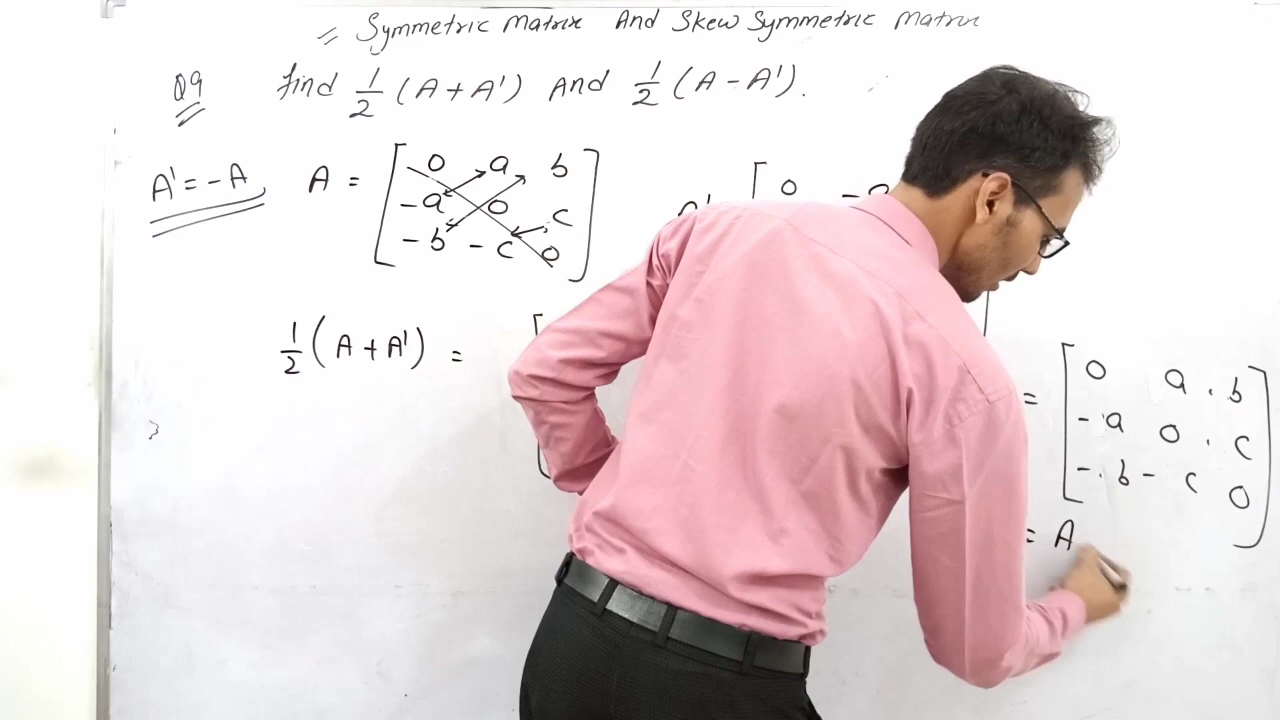 = Symmetric Matrix And Skew Symmetric Matrix
Q9 Find 1/2 (A + A') And 1/2 (A - A').
A' = -A
A = [ 0 a b
-a 0 c
-b -c 0 ]
[ 0 -a
1/2 (A + A') = [
= [ 0 a . b
-a 0 . c
-. b - c 0 ]
= A